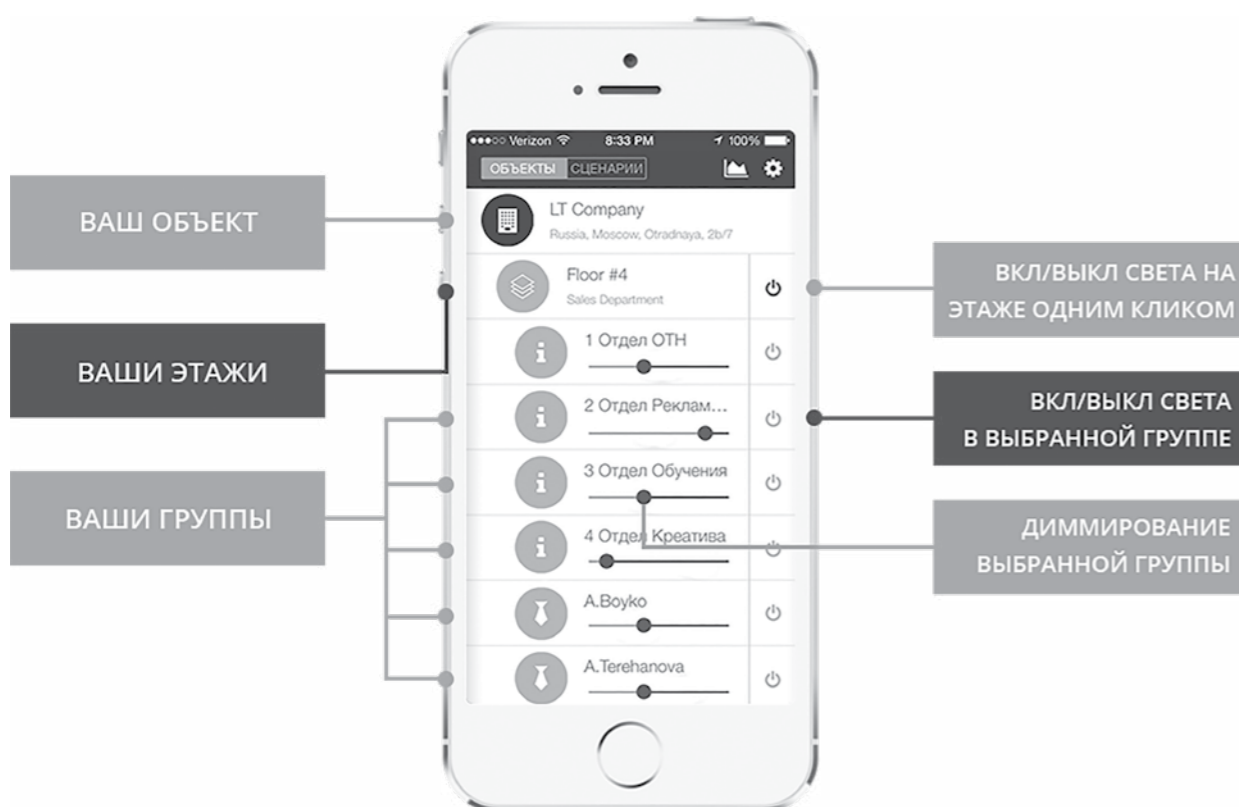 Verizon 8:33 PM 100%
ОБЪЕКТЫ СЦЕНАРИИ
LT Company
Russia, Moscow, Otradnaya, 2b/7
Floor #4
Sales Department
1 Отдел ОТН
2 Отдел Реклам...
3 Отдел Обучения
4 Отдел Креатива
A.Boyko
A.Terehanova
ВАШ ОБЪЕКТ
ВАШИ ЭТАЖИ
ВАШИ ГРУППЫ
ВКЛ/ВЫКЛ СВЕТА НА
ЭТАЖЕ ОДНИМ КЛИКОМ
ВКЛ/ВЫКЛ СВЕТА
В ВЫБРАННОЙ ГРУППЕ
ДИММИРОВАНИЕ
ВЫБРАННОЙ ГРУППЫ